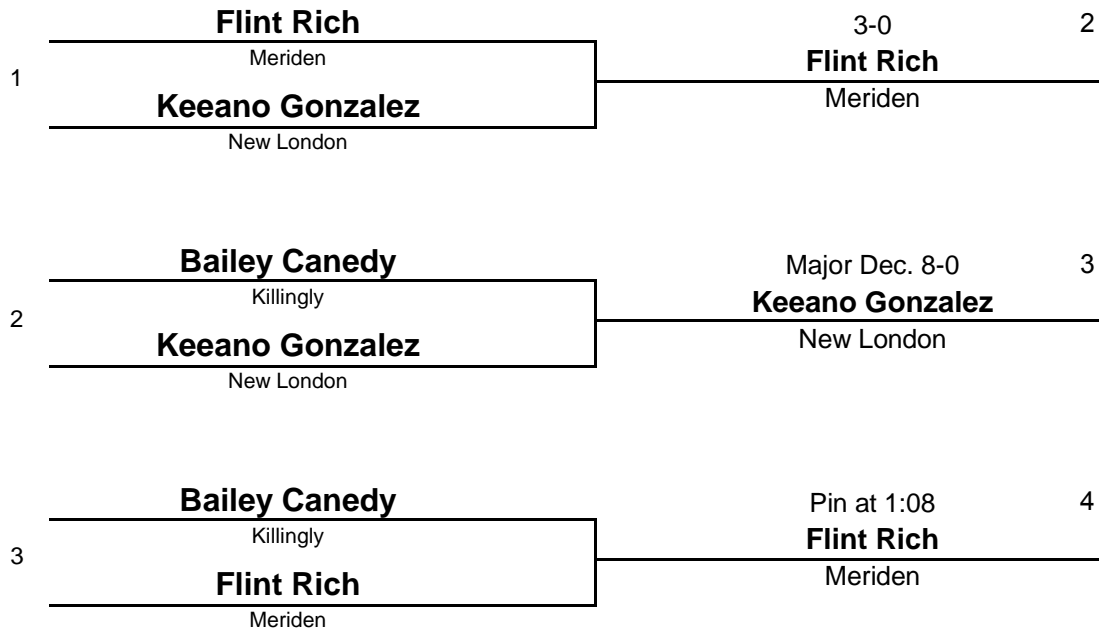 Flint Rich
3-0 2
1
Meriden
Flint Rich
Keeano Gonzalez
Meriden
New London
Bailey Canedy
Major Dec. 8-0 3
2
Killingly
Keeano Gonzalez
Keeano Gonzalez
New London
New London
Bailey Canedy
Pin at 1:08 4
3
Killingly
Flint Rich
Flint Rich
Meriden
Meriden